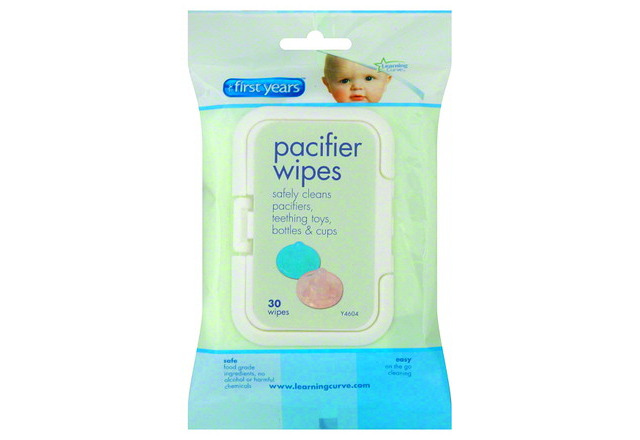 the first years
Learning
Curve
pacifier
wipes
safely cleans
pacifiers,
teething toys,
bottles & cups
30
wipes
Y4604
safe
food grade
ingredients, no
alcohol or harmful
chemicals
easy
on the go
cleaning
www.learningcurve.com